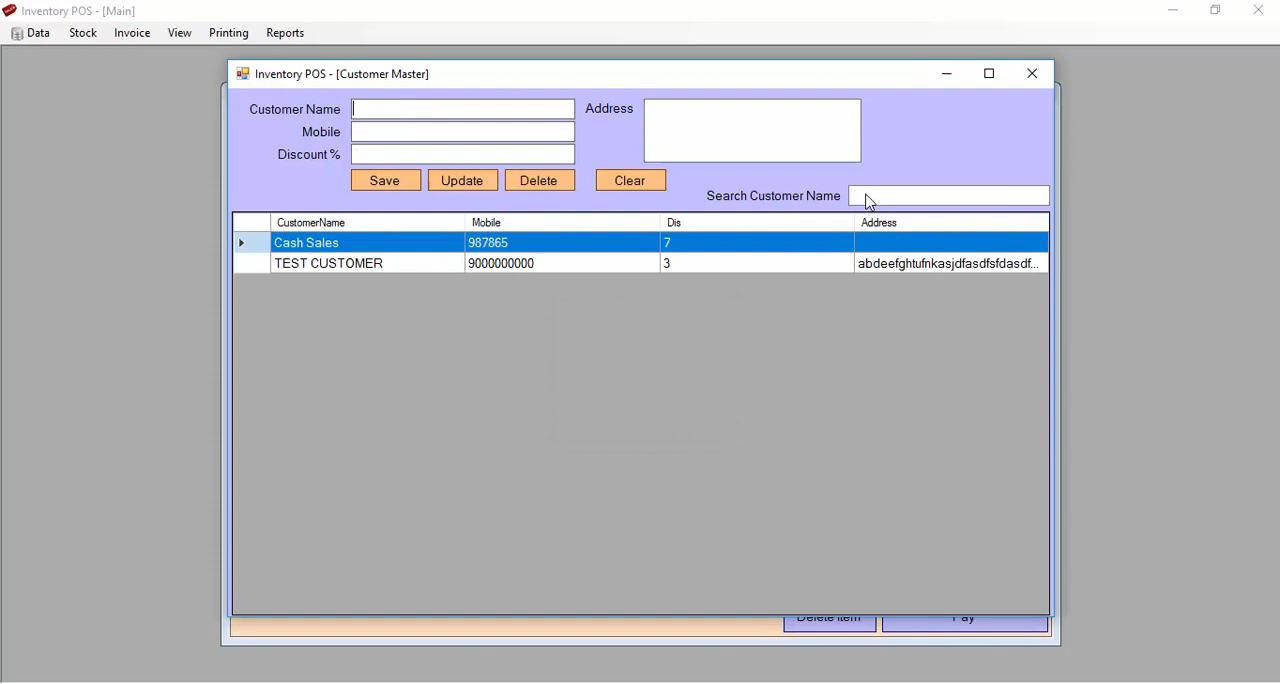 Inventory POS - [Main]
Data Stock Invoice View Printing Reports
Inventory POS - [Customer Master]
Customer Name Address
Mobile
Discount %
Save Update Delete Clear
Search Customer Name
CustomerName Mobile Dis Address
Cash Sales 987865 7
TEST CUSTOMER 9000000000 3 abdeefghtufnkasjdfasdfsfdasdf...
Delete Item Pay